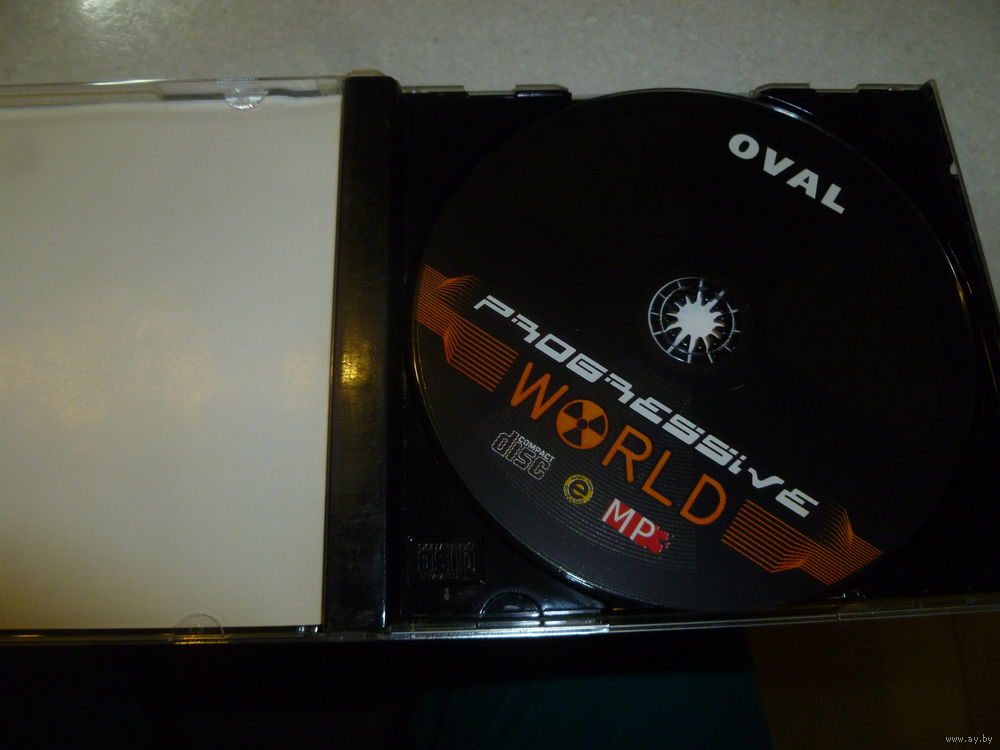 OVAL
PROGRESSIVE
WORLD
COMPACT
disc
e
MP3
www.ay.by